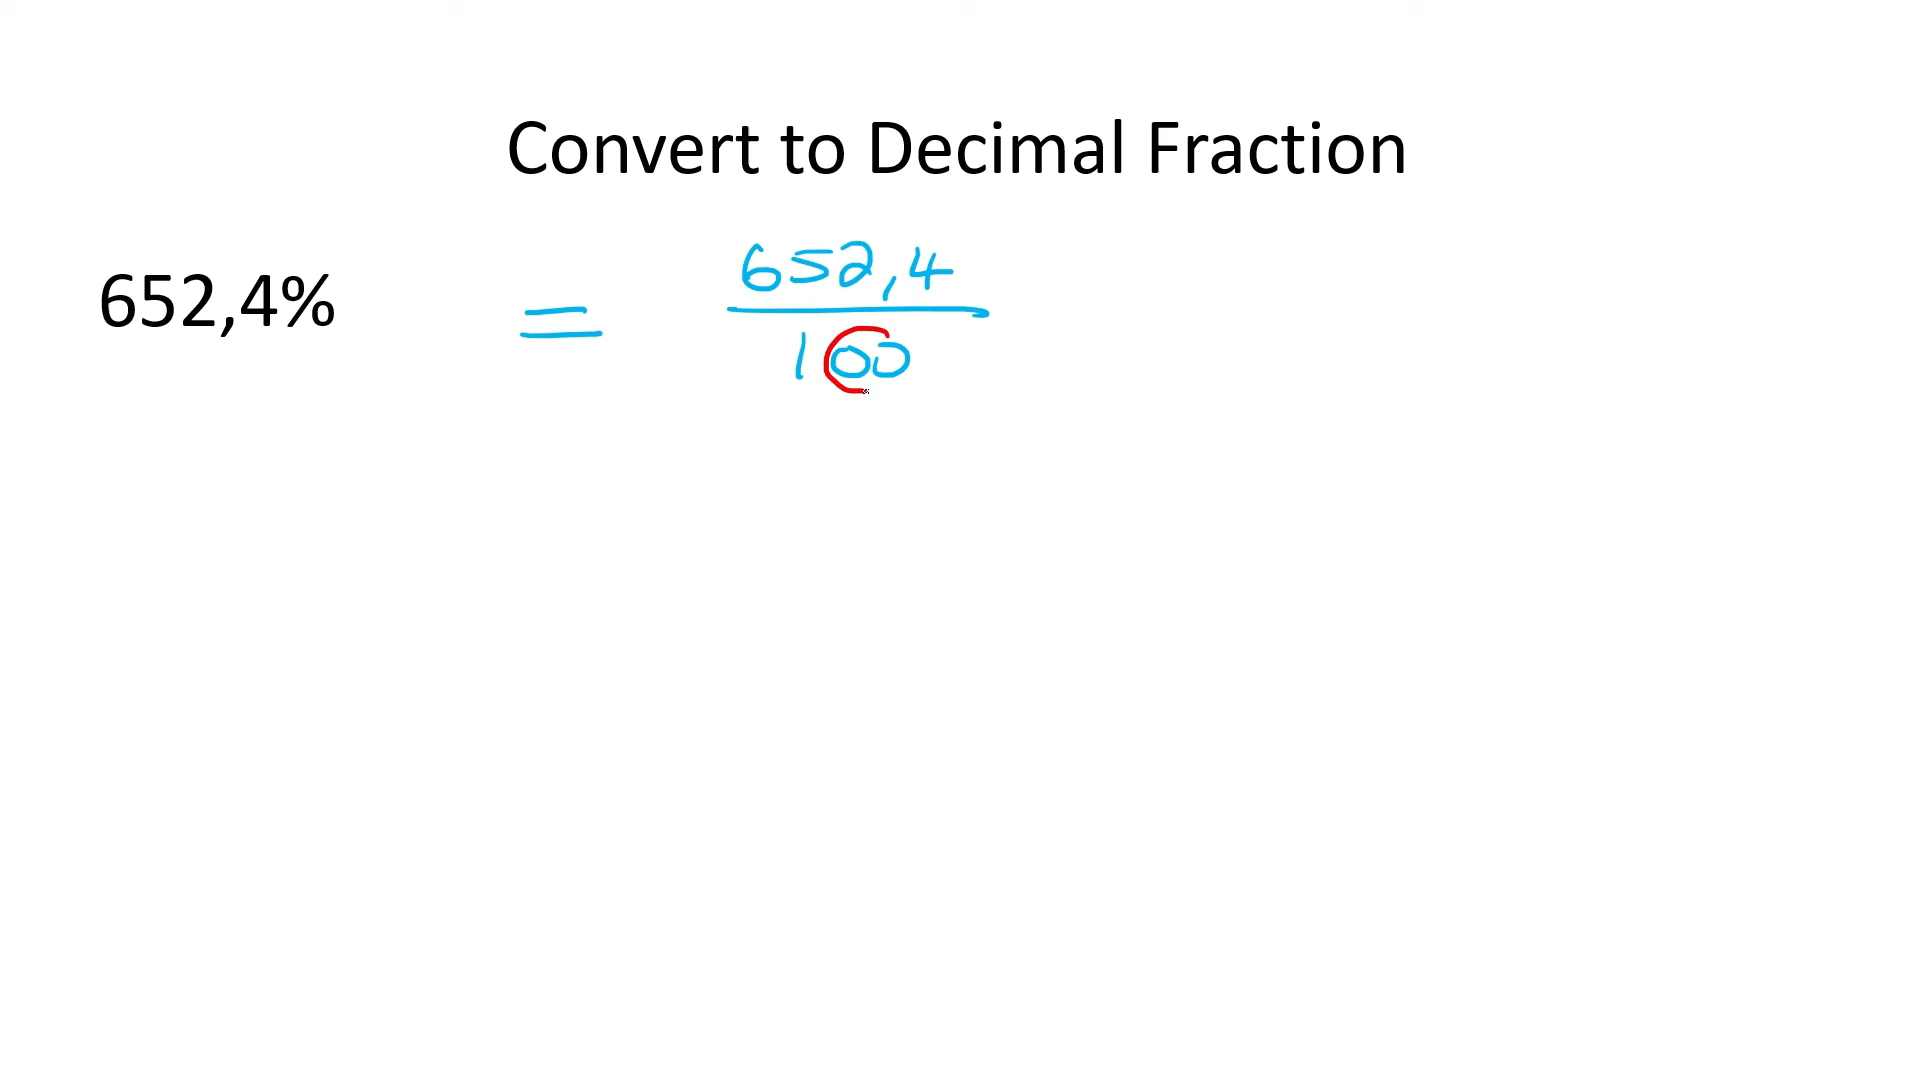 Convert to Decimal Fraction
652,4% = 652,4
100